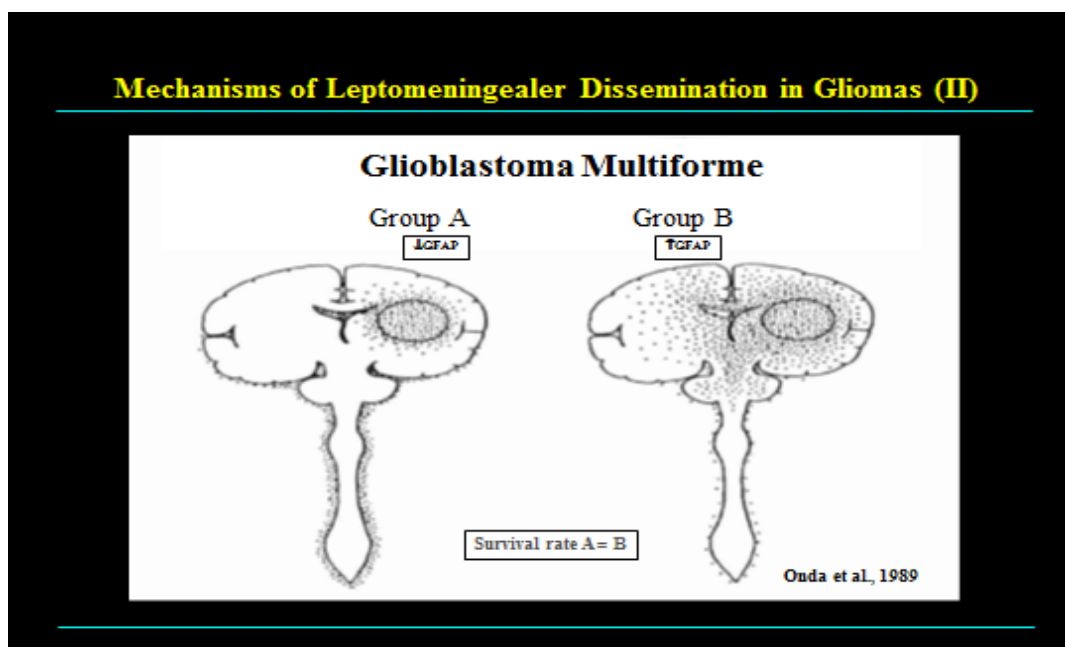 Mechanisms of Leptomeningealer Dissemination in Gliomas (II)
Glioblastoma Multiforme
Group A
Group B
↓GFAP
↑GFAP
Survival rate A= B
Onda et al., 1989